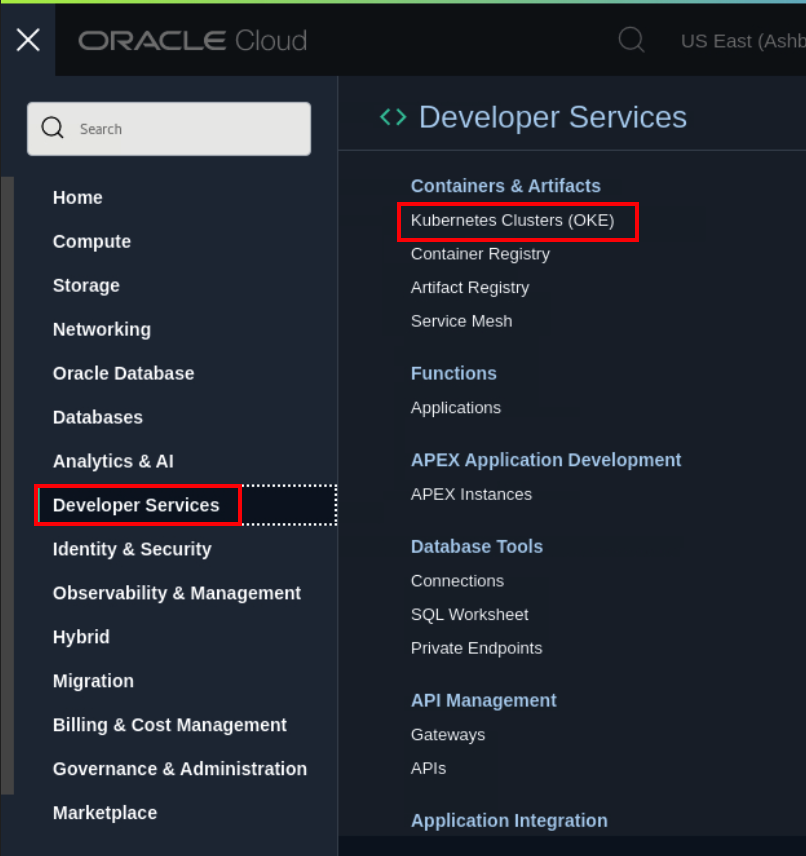 ORACLE Cloud
US East (Ashb
Search
Home
Compute
Storage
Networking
Oracle Database
Databases
Analytics & AI
Developer Services
Identity & Security
Observability & Management
Hybrid
Migration
Billing & Cost Management
Governance & Administration
Marketplace
Developer Services
Containers & Artifacts
Kubernetes Clusters (OKE)
Container Registry
Artifact Registry
Service Mesh
Functions
Applications
APEX Application Development
APEX Instances
Database Tools
Connections
SQL Worksheet
Private Endpoints
API Management
Gateways
APIs
Application Integration